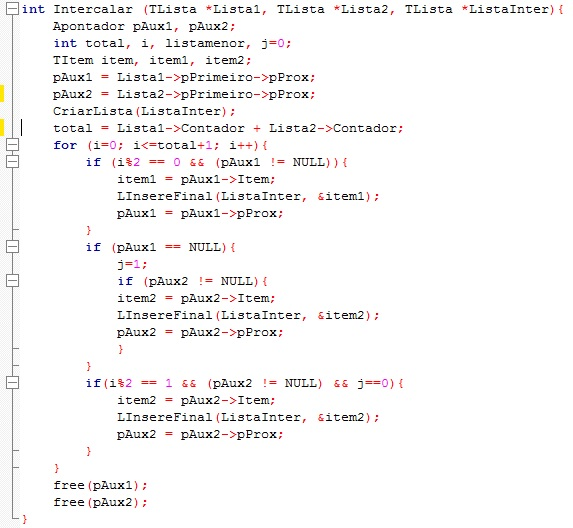 int Intercalar (TLista *Lista1, TLista *Lista2, TLista *ListaInter){
    Apontador pAux1, pAux2;
    int total, i, listamenor, j=0;
    TItem item, item1, item2;
    pAux1 = Lista1->pPrimeiro->pProx;
    pAux2 = Lista2->pPrimeiro->pProx;
    CriarLista(ListaInter);
    total = Lista1->Contador + Lista2->Contador;
    for (i=0; i<=total+1; i++){
        if (i%2 == 0 && (pAux1 != NULL)){
            item1 = pAux1->Item;
            LInsereFinal(ListaInter, &item1);
            pAux1 = pAux1->pProx;
        }
        if (pAux1 == NULL){
            j=1;
            if (pAux2 != NULL){
            item2 = pAux2->Item;
            LInsereFinal(ListaInter, &item2);
            pAux2 = pAux2->pProx;
            }
        }
        if(i%2 == 1 && (pAux2 != NULL) && j==0){
            item2 = pAux2->Item;
            LInsereFinal(ListaInter, &item2);
            pAux2 = pAux2->pProx;
        }
    }
    free(pAux1);
    free(pAux2);
}